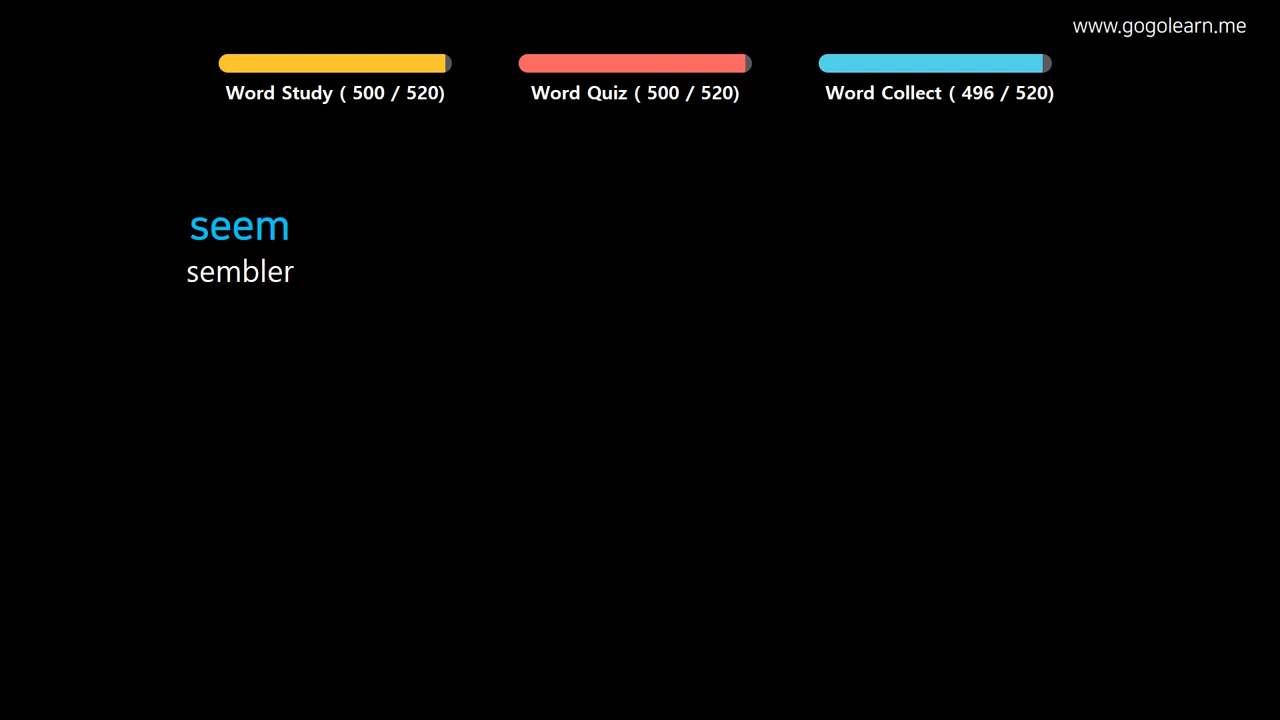 www.gogolearn.me
Word Study ( 500 / 520)
Word Quiz ( 500 / 520)
Word Collect ( 496 / 520)
seem
sembler